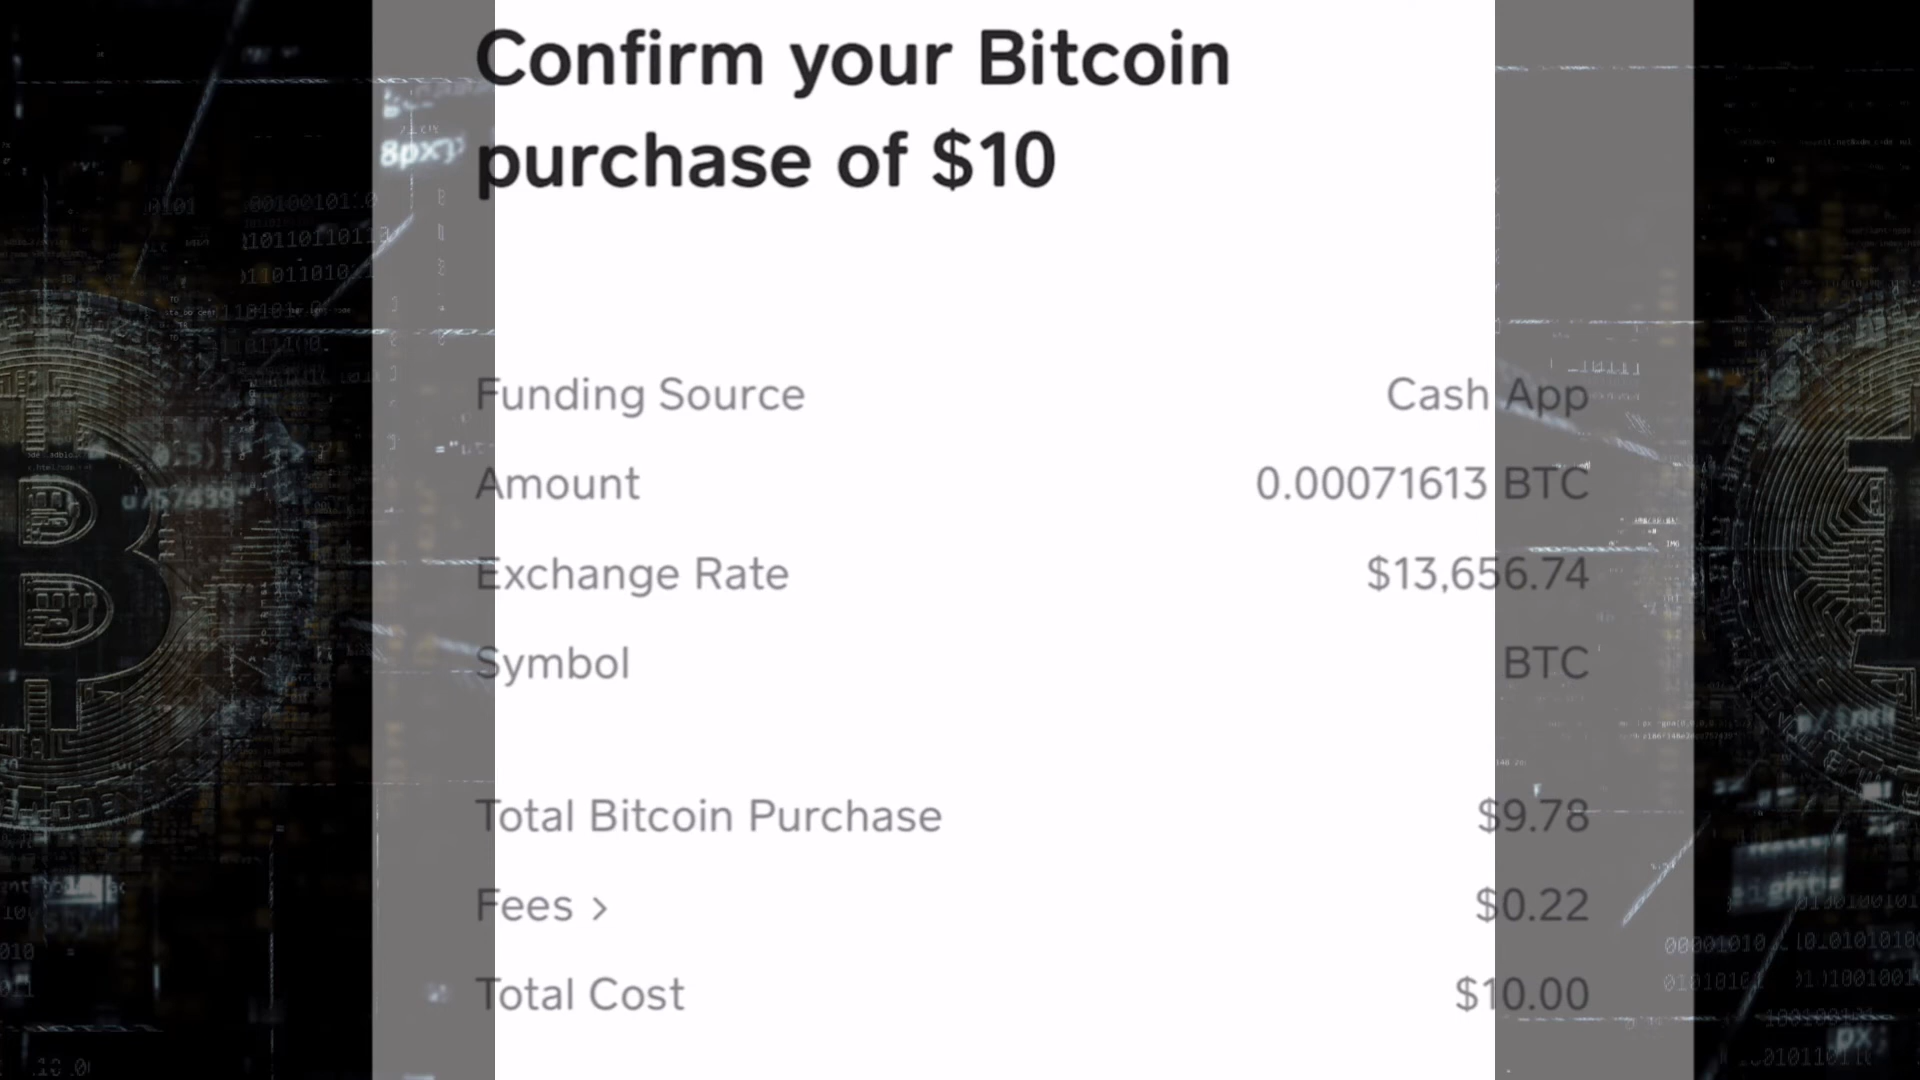 Confirm your Bitcoin
purchase of $10
Funding Source Cash App
Amount 0.00071613 BTC
Exchange Rate $13,656.74
Symbol BTC
Total Bitcoin Purchase $9.78
Fees >
$0.22
Total Cost $10.00